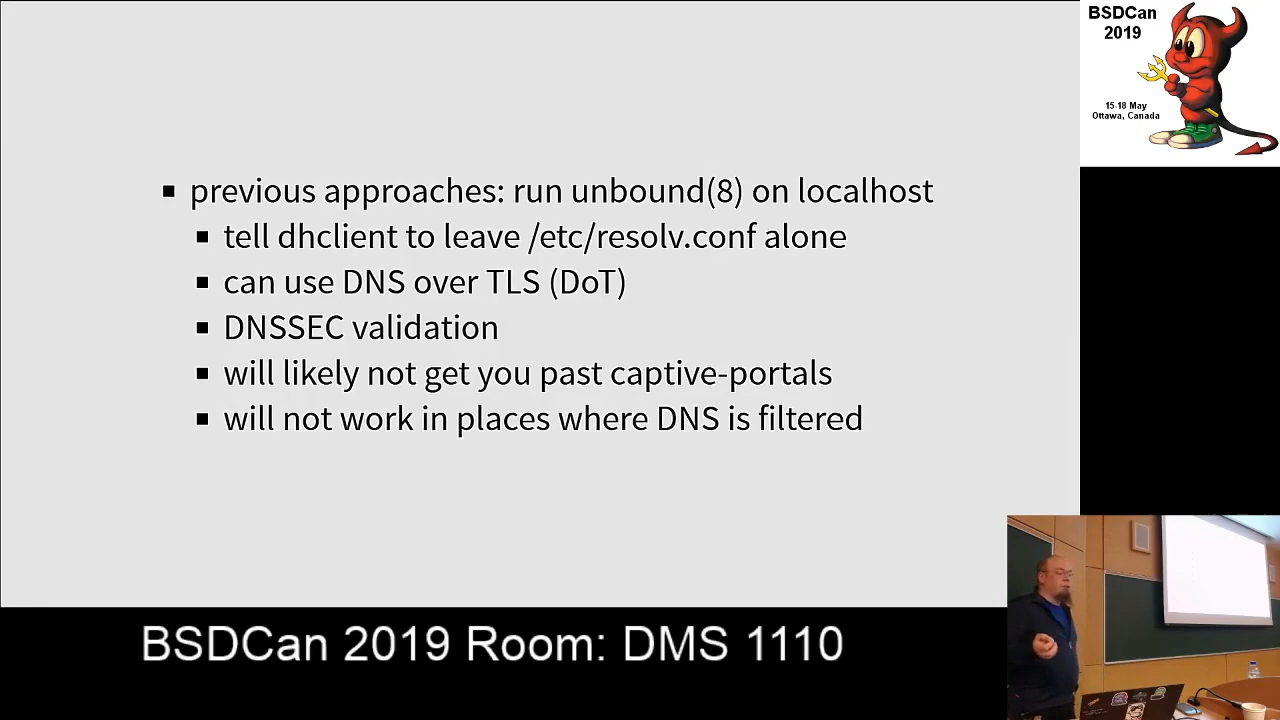 previous approaches: run unbound(8) on localhost
tell dhclient to leave /etc/resolv.conf alone
can use DNS over TLS (DoT)
DNSSEC validation
will likely not get you past captive-portals
will not work in places where DNS is filtered
BSDCan
2019
15-18 May
Ottawa, Canada
BSDCan 2019 Room: DMS 1110